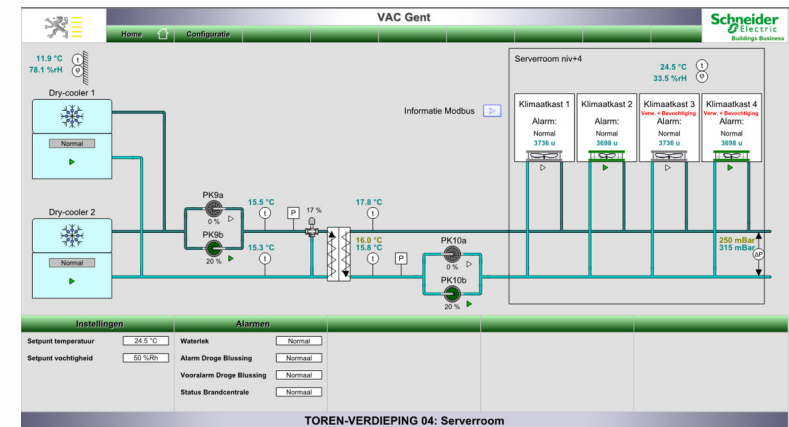 VAC Gent
Schneider
Electric
Buildings Business
Home
Configuratie
11.9 °C
t
78.1 %rH
φ
Dry-cooler 1
Normal
Dry-cooler 2
Normal
PK9a
0 %
PK9b
20 %
15.5 °C
t
15.3 °C
t
P
17 %
17.8 °C
t
16.0 °C
15.8 °C
t
P
PK10a
0 %
PK10b
20 %
Informatie Modbus
Serverroom niv+4
24.5 °C
t
33.5 %rH
φ
Klimaatkast 1
Alarm:
Normal
3736 u
Klimaatkast 2
Alarm:
Normal
3698 u
Klimaatkast 3
Verw. + Bevochtiging
Alarm:
Normal
3736 u
Klimaatkast 4
Verw. + Bevochtiging
Alarm:
Normal
3698 u
250 mBar
315 mBar
ΔP
Instellingen
Setpunt temperatuur 24.5 °C
Setpunt vochtigheid 50 %Rh
Alarmen
Waterlek Normal
Alarm Droge Blussing Normaal
Vooralarm Droge Blussing Normaal
Status Brandcentrale Normaal
TOREN-VERDIEPING 04: Serverroom